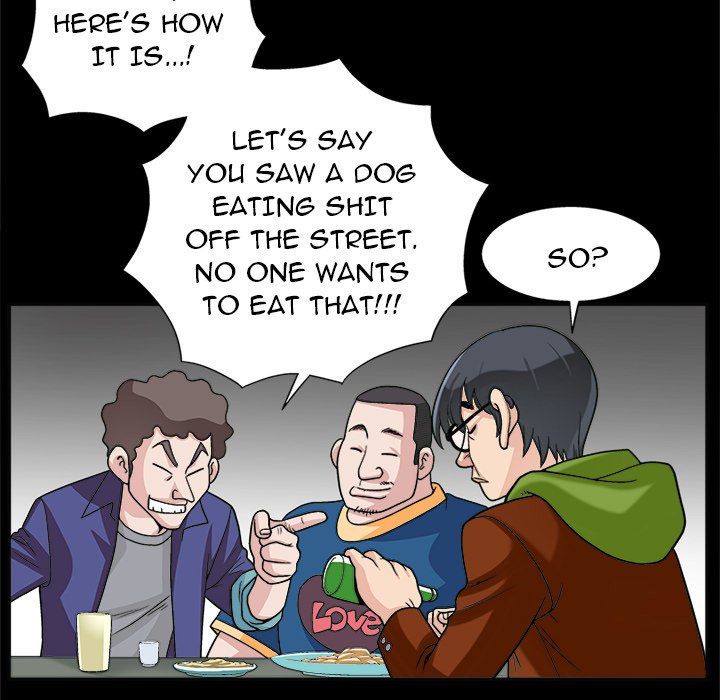 HERE'S HOW
IT IS...!
LET'S SAY
YOU SAW A DOG
EATING SHIT
OFF THE STREET.
NO ONE WANTS
TO EAT THAT!!!
SO?
LOVE